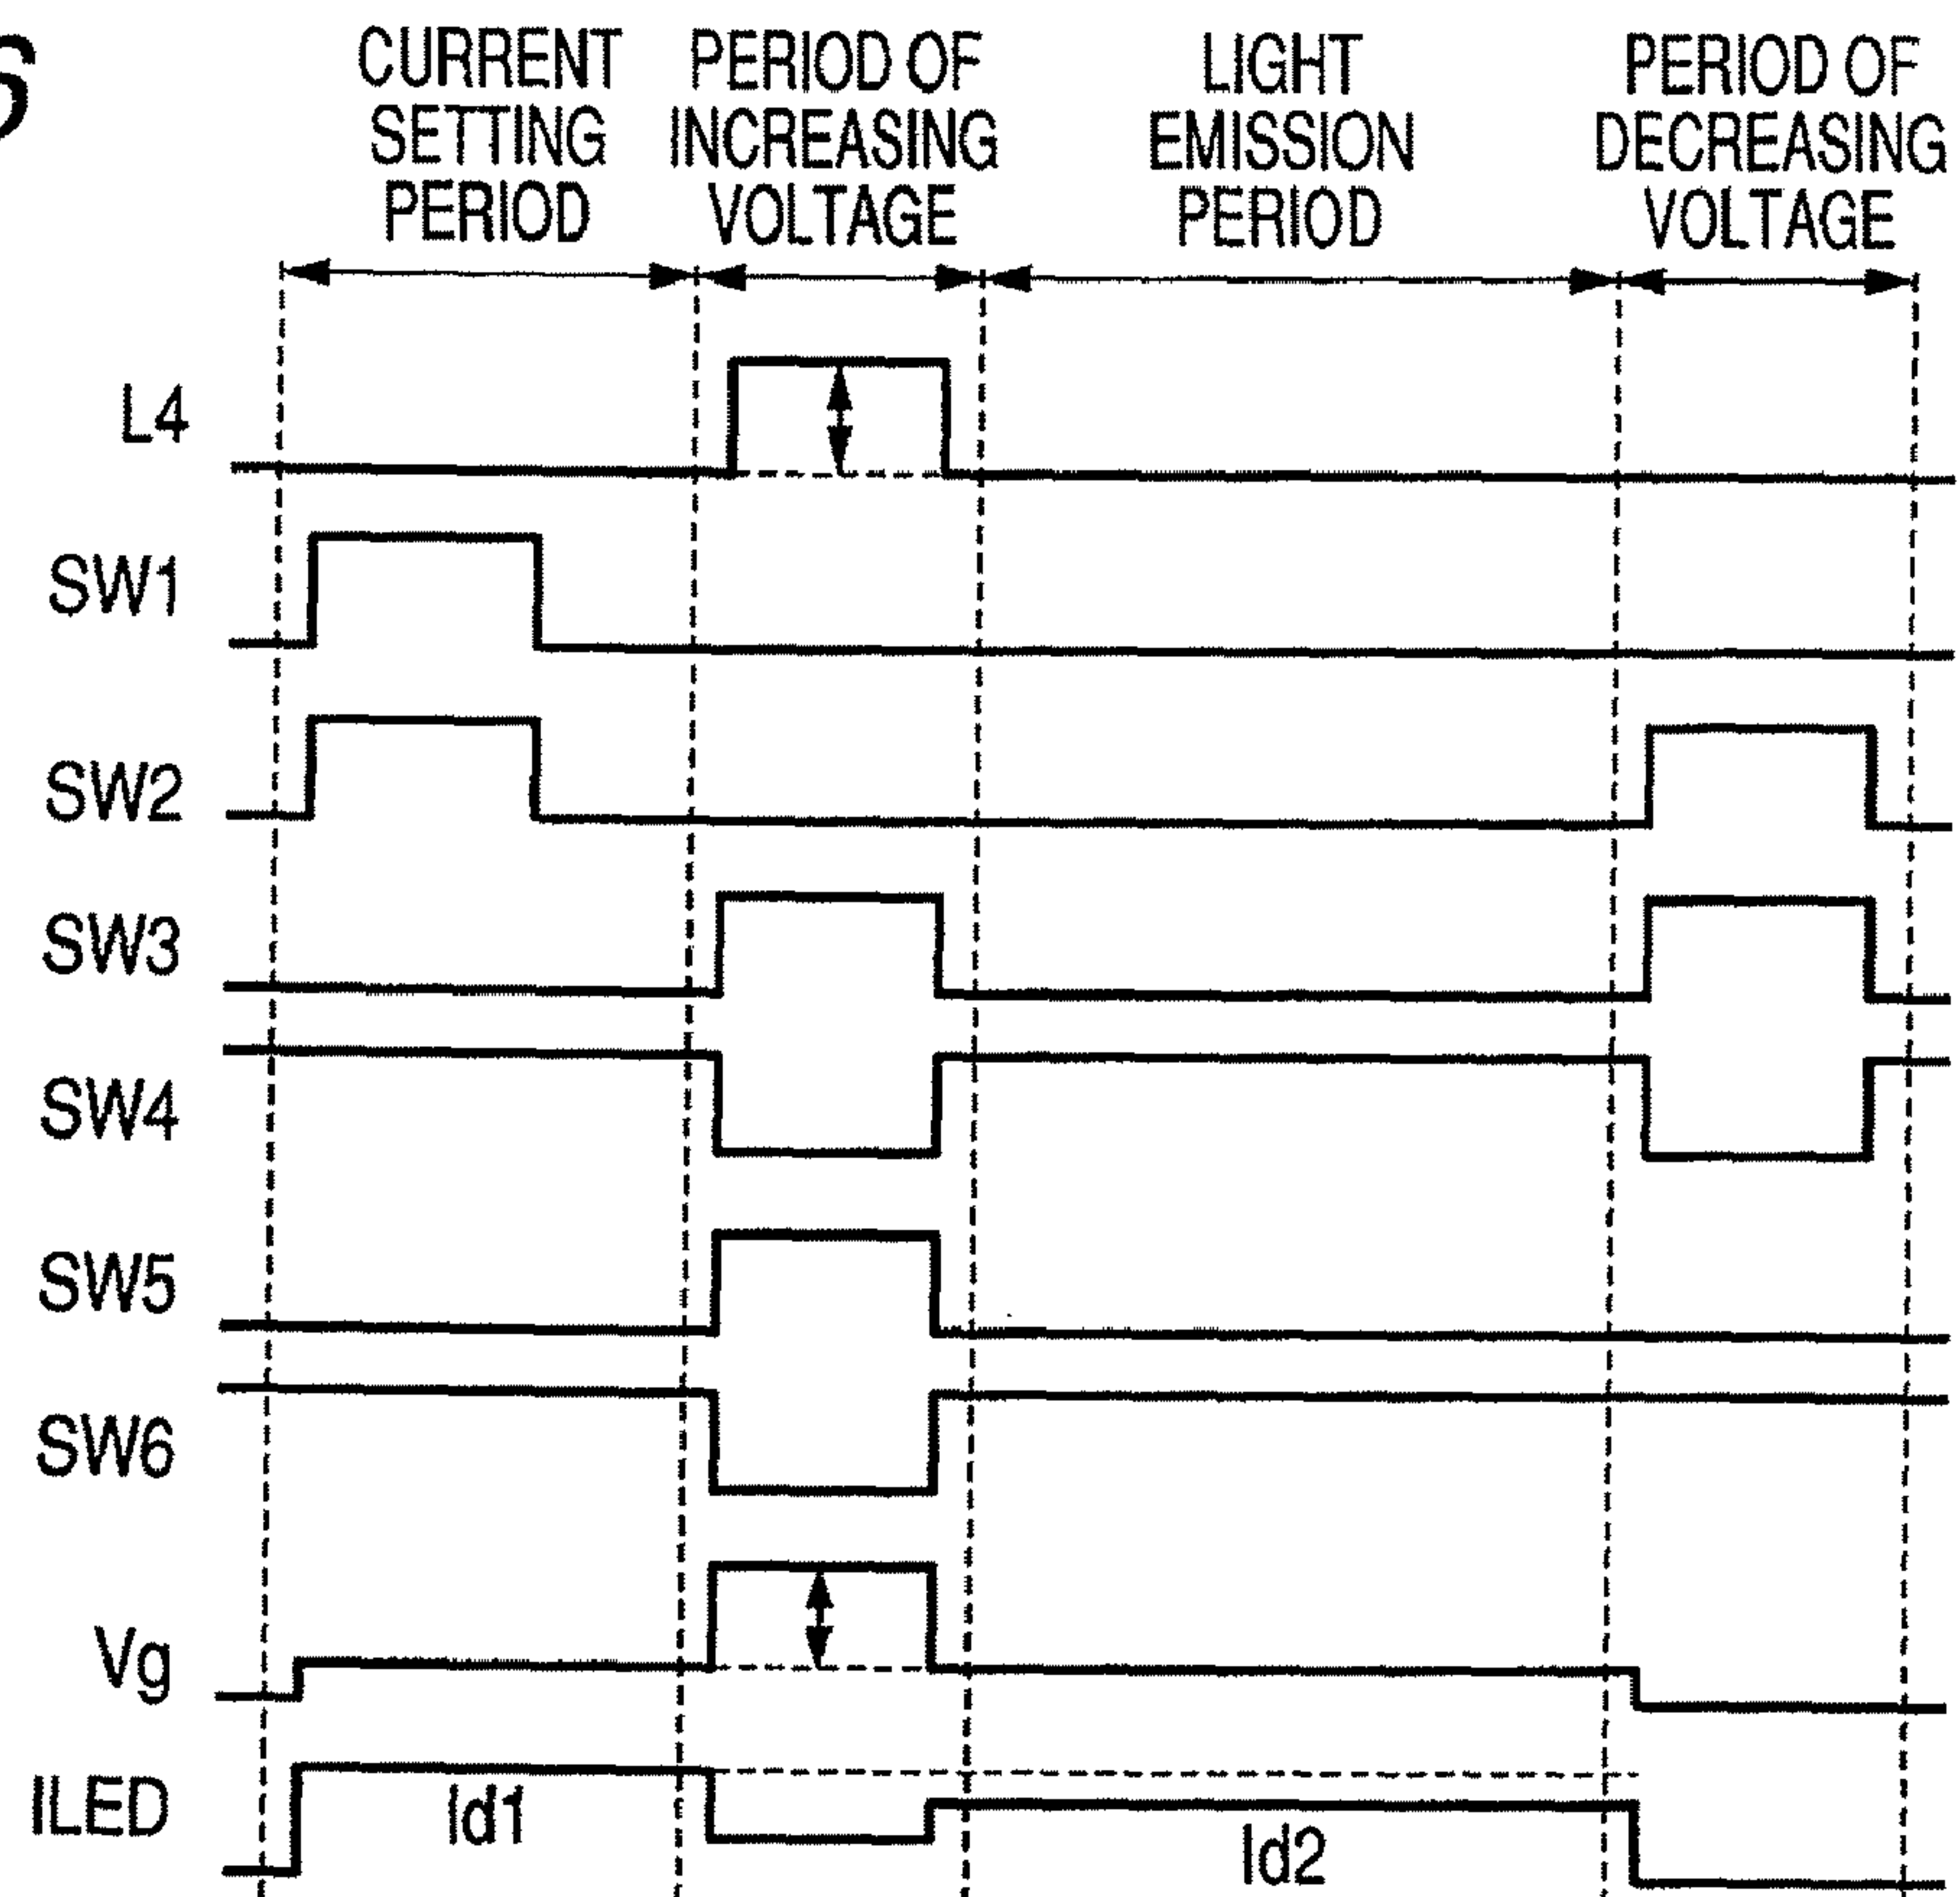 CURRENT SETTING PERIOD
PERIOD OF INCREASING VOLTAGE
LIGHT EMISSION PERIOD
PERIOD OF DECREASING VOLTAGE
L4
SW1
SW2
SW3
SW4
SW5
SW6
Vg
ILED
Id1
Id2